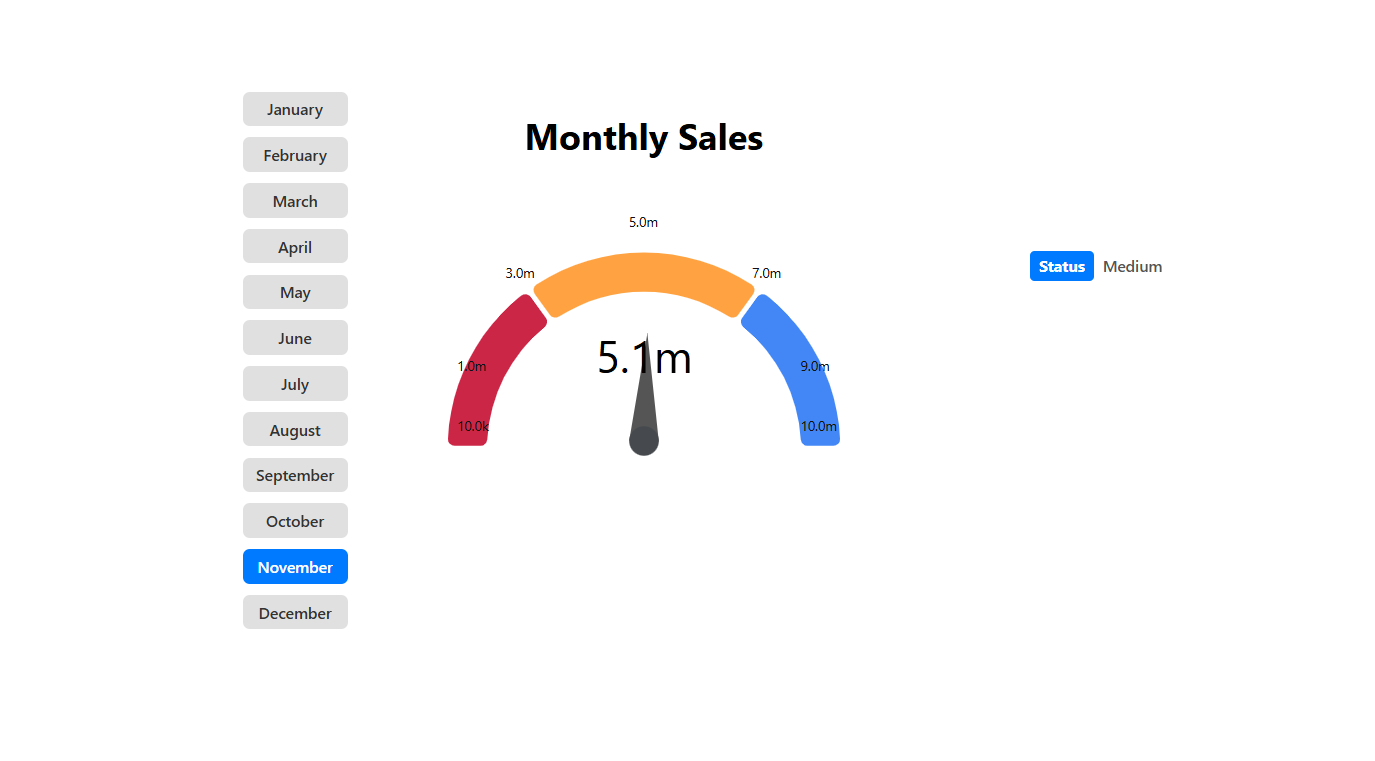 January
February
March
April
May
June
July
August
September
October
November
December
Monthly Sales
5.0m
3.0m
7.0m
1.0m
9.0m
10.0k
10.0m
5.1m
Status Medium